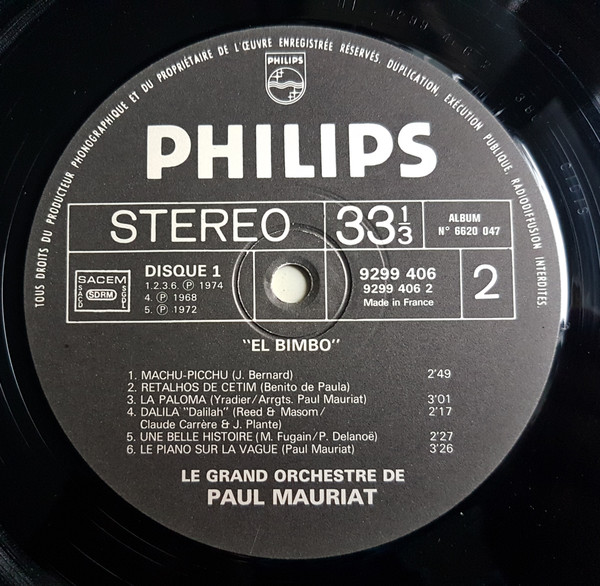 TOUS DROITS DU PRODUCTEUR PHONOGRAPHIQUE ET DU PROPRIÉTAIRE DE L'ŒUVRE ENREGISTRÉE RÉSERVÉS, DUPLICATION, EXÉCUTION PUBLIQUE, RADIODIFFUSION INTERDITES
PHILIPS
PHILIPS
STEREO 33 1/3 ALBUM N° 6620 047
SACEM
SDRM
DISQUE 1
1.2.3.6. Ⓟ 1974
4. Ⓟ 1968
5. Ⓟ 1972
9299 406
9299 406 2
Made in France
2
"EL BIMBO"
1. MACHU-PICCHU (J. Bernard) 2'49
2. RETALHOS DE CETIM (Benito de Paula)
3. LA PALOMA (Yradier/Arrgts. Paul Mauriat) 3'01
4. DALILA "Dalilah" (Reed & Masom/ 2'17
Claude Carrère & J. Plante)
5. UNE BELLE HISTOIRE (M. Fugain/P. Delanoë) 2'27
6. LE PIANO SUR LA VAGUE (Paul Mauriat) 3'26
LE GRAND ORCHESTRE DE
PAUL MAURIAT